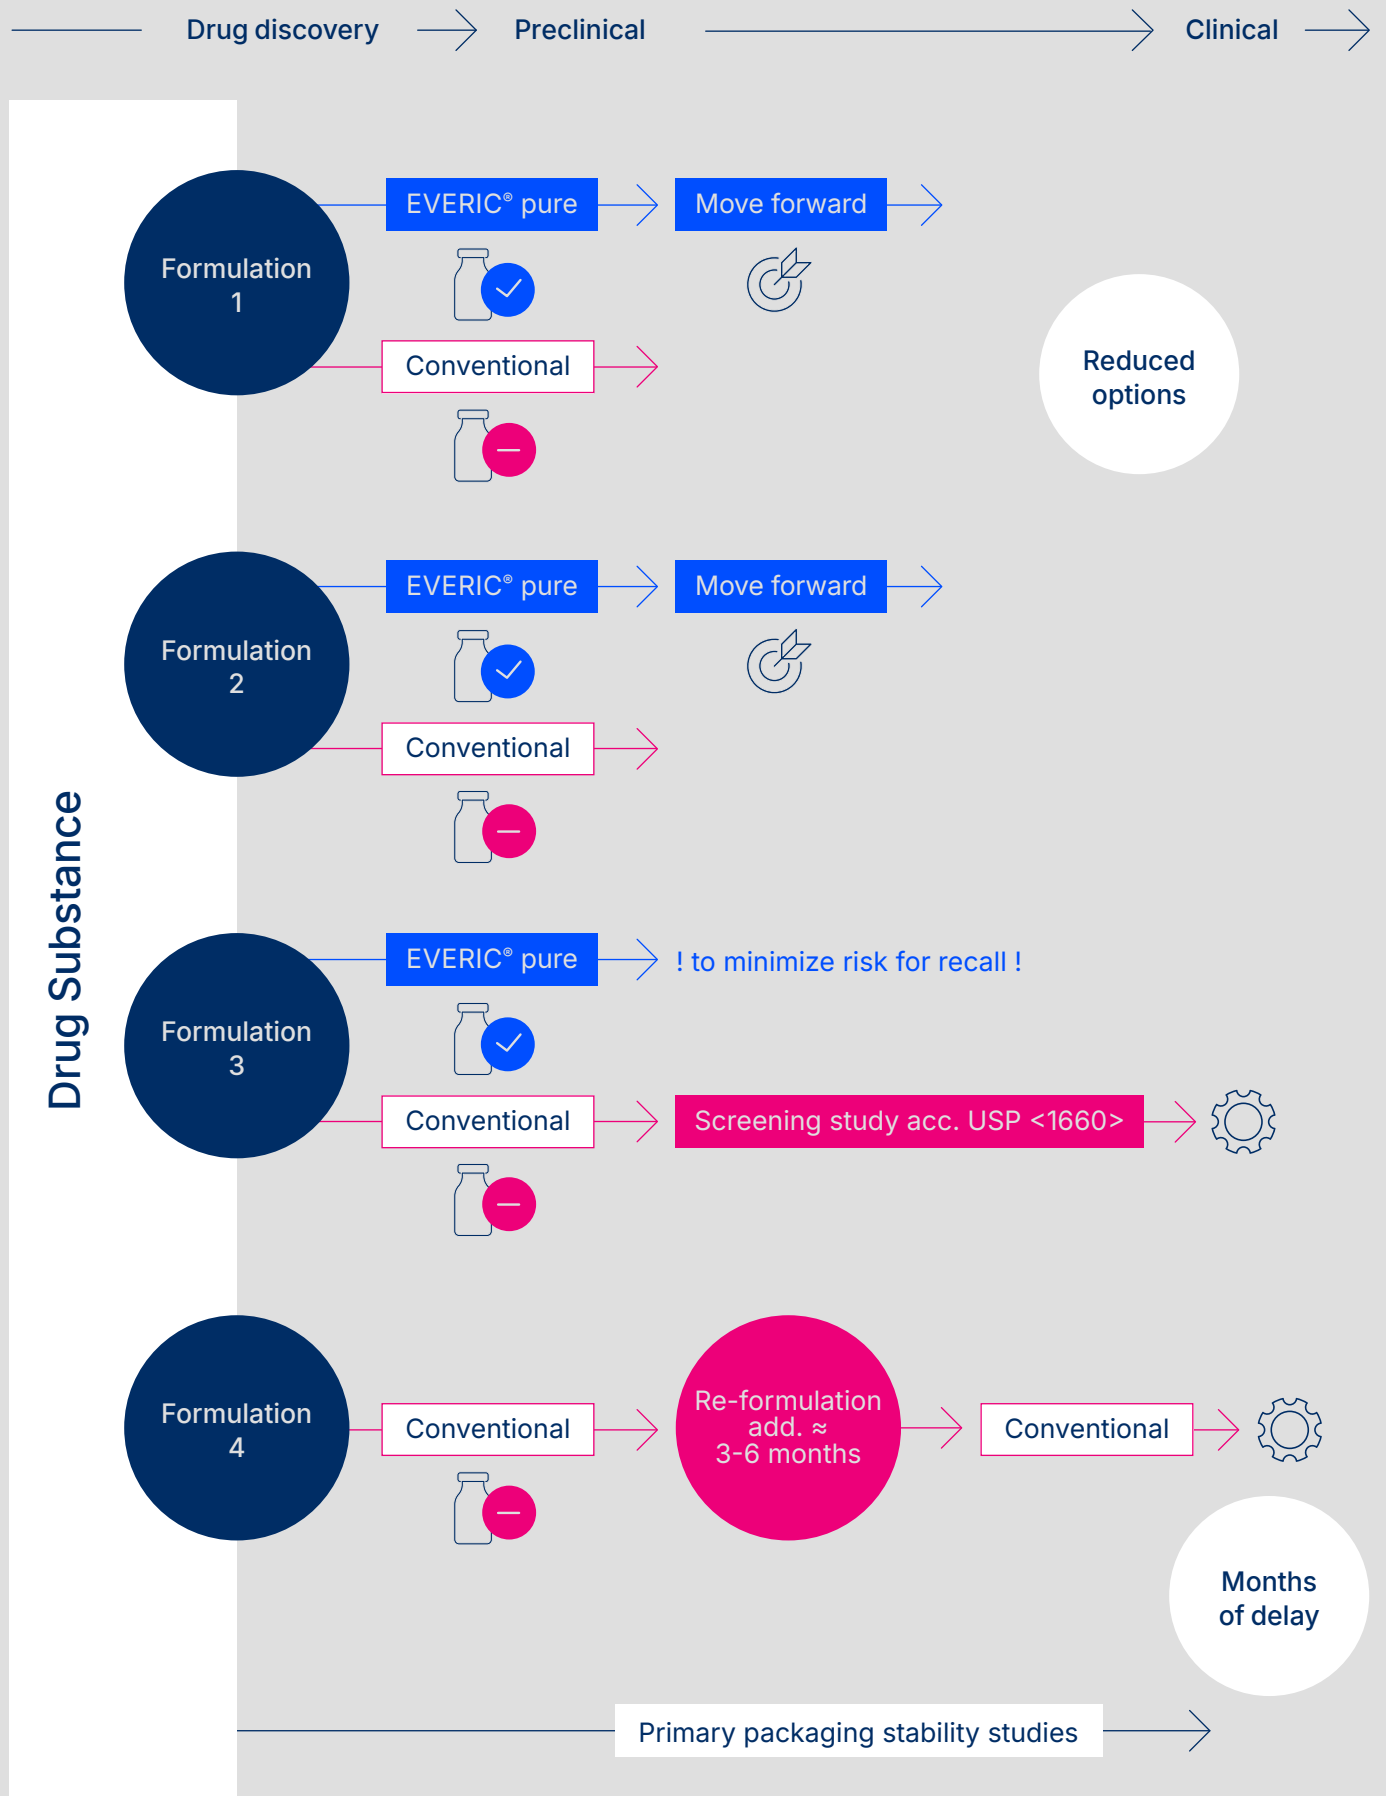 Drug discovery
Preclinical
Clinical
Drug Substance
Formulation
1
EVERIC® pure
Move forward
Conventional
Reduced
options
Formulation
2
EVERIC® pure
Move forward
Conventional
Formulation
3
EVERIC® pure
! to minimize risk for recall !
Conventional
Screening study acc. USP <1660>
Formulation
4
Conventional
Re-formulation
add. ≈
3-6 months
Conventional
Months
of delay
Primary packaging stability studies